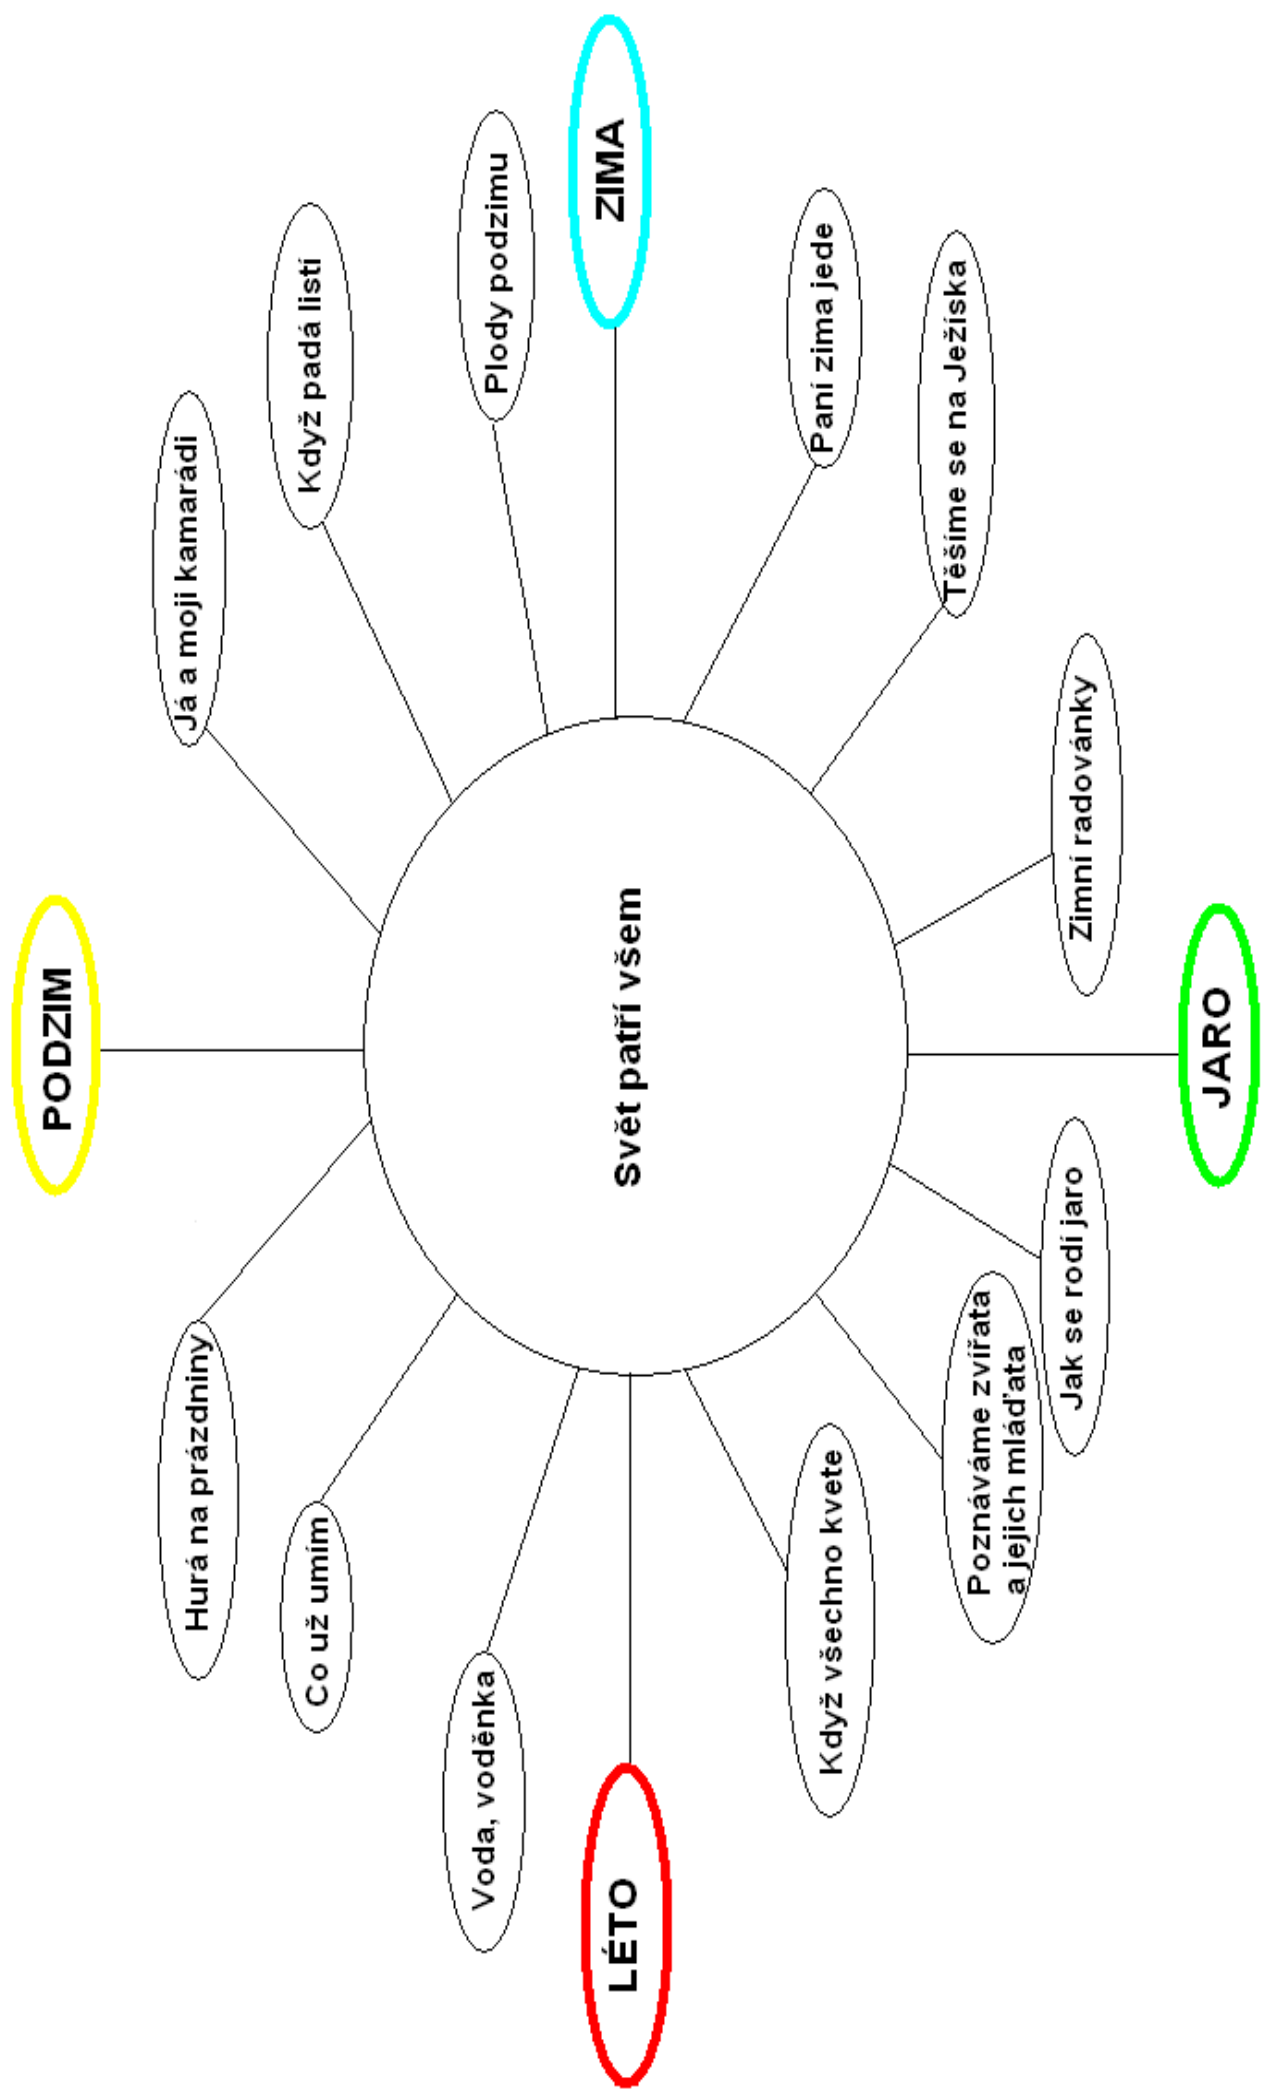 PODZIM
Já a moji kamarádi
Když padá listí
Plody podzimu
ZIMA
Paní zima jede
Těšíme se na Ježíska
Zimní radovánky
JARO
Jak se rodí jaro
Poznáváme zvířata
a jejich mláďata
Když všechno kvete
LÉTO
Voda, voděnka
Co už umím
Hurá na prázdniny
Svět patří všem